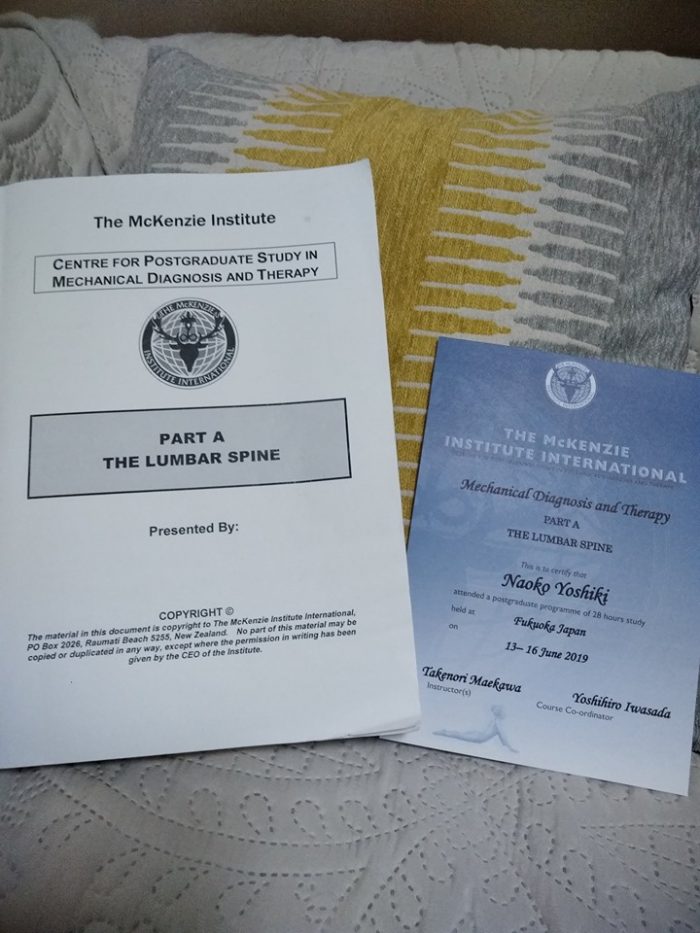 The McKenzie Institute
CENTRE FOR POSTGRADUATE STUDY IN
MECHANICAL DIAGNOSIS AND THERAPY
THE MCKENZIE
INSTITUTE INTERNATIONAL
PART A
THE LUMBAR SPINE
Presented By:
COPYRIGHT ©
The material in this document is copyright to The McKenzie Institute International,
PO Box 2026, Raumati Beach 5255, New Zealand. No part of this material may be
copied or duplicated in any way, except where the permission in writing has been
given by the CEO of the Institute.
THE McKENZIE
INSTITUTE INTERNATIONAL
Mechanical Diagnosis and Therapy
PART A
THE LUMBAR SPINE
This is to certify that
Naoko Yoshiki
attended a postgraduate programme of 28 hours study
held at
Fukuoka Japan
on
13– 16 June 2019
Takenori Maekawa
Instructor(s)
Yoshihiro Iwasada
Course Co-ordinator